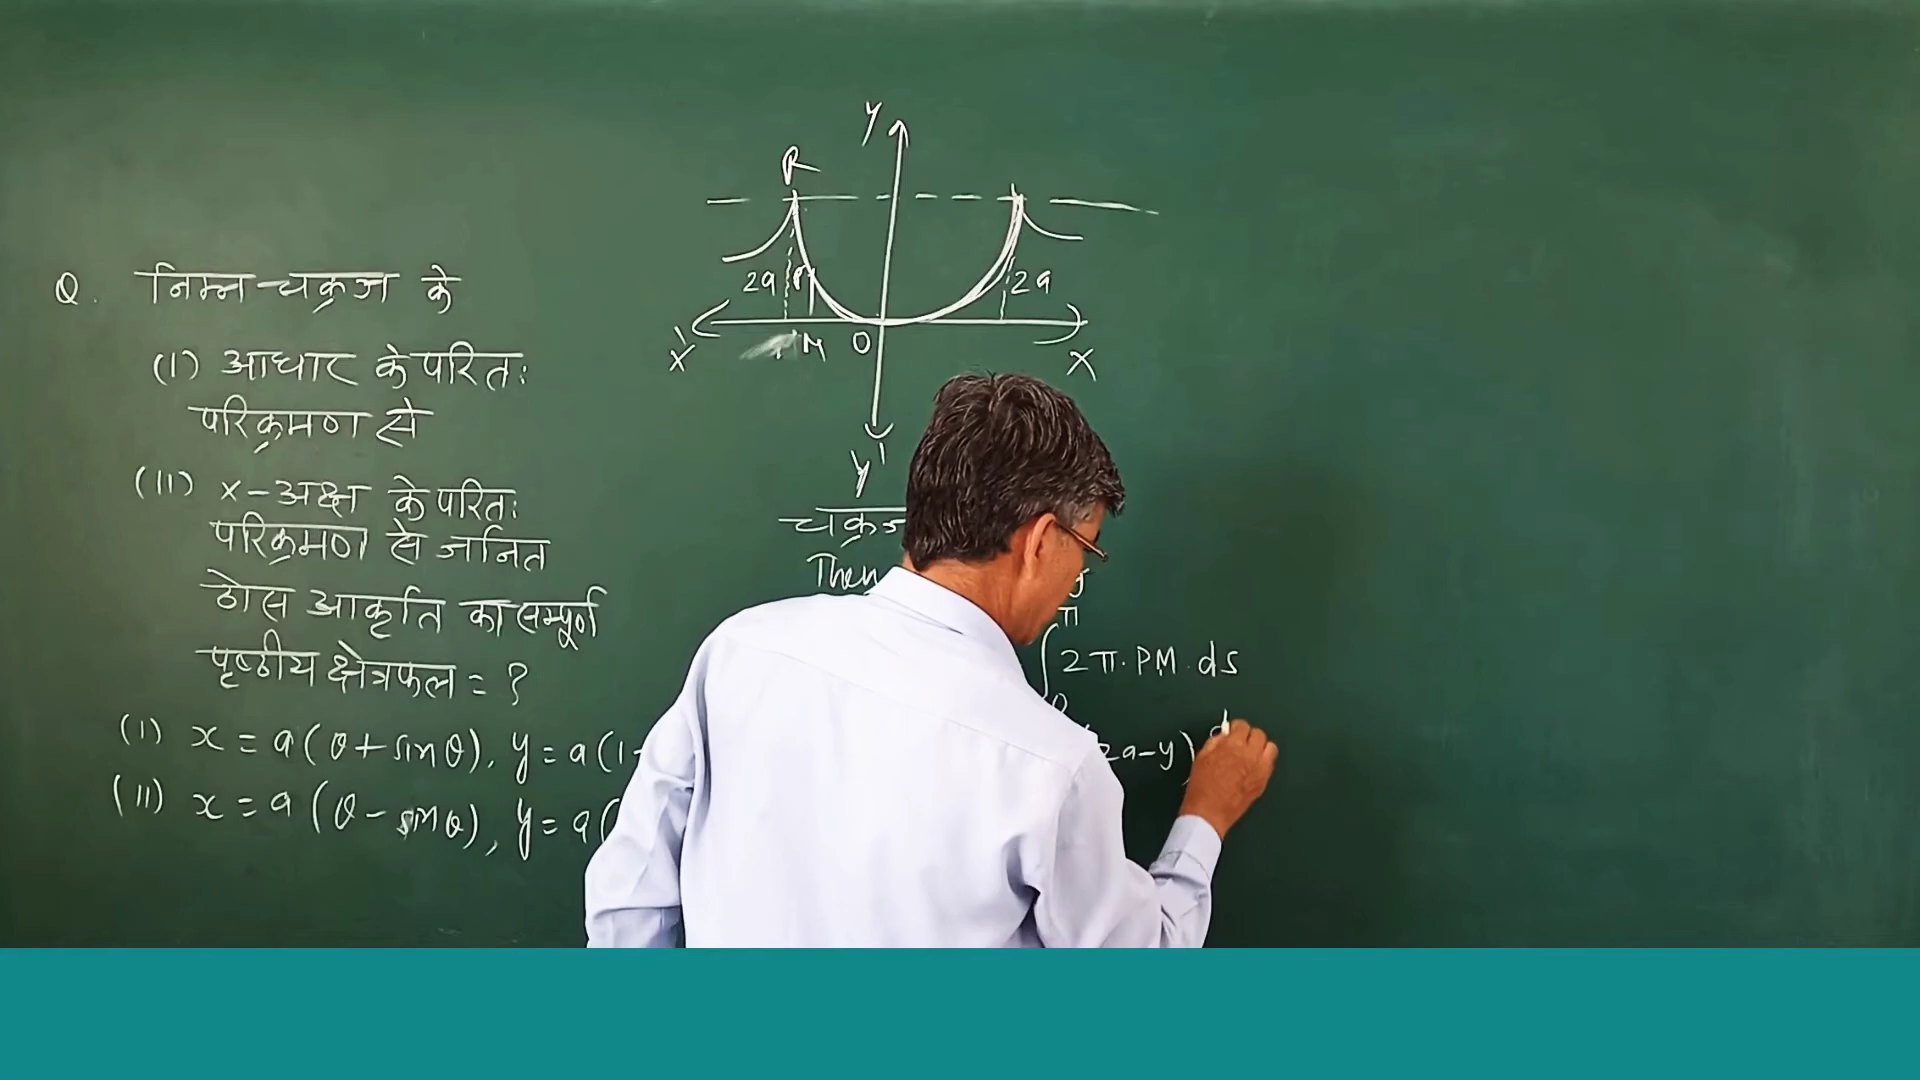 Q. निम्न चक्रज के
(I) आधार के परितः
परिक्रमण से
(II) x-अक्ष के परितः
परिक्रमण से जनित
ठोस आकृति का सम्पूर्ण
पृष्ठीय क्षेत्रफल = ?
(I) x = a(θ+sinθ), y = a(1-
(II) x = a(θ-sinθ), y = a(
Y
2a P 2a
X' M O X
Y'
चक्रज
Then
∫₀^π 2π.PM.ds
2a-y)